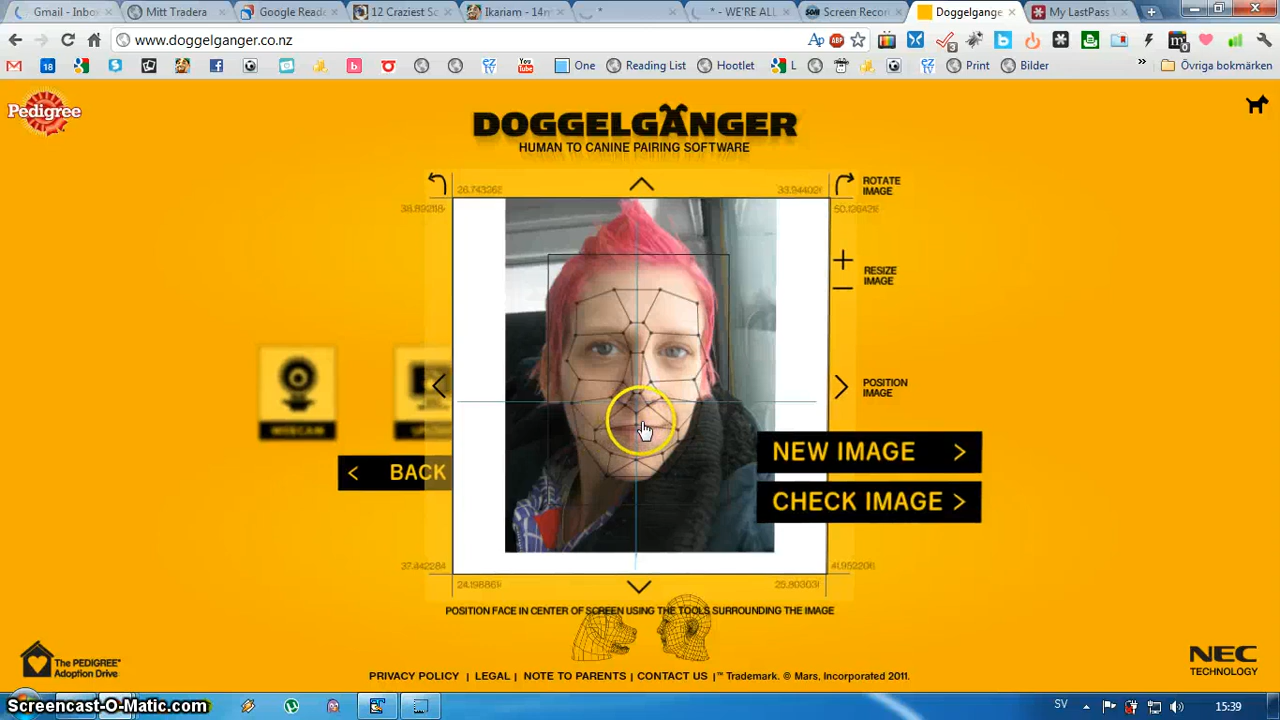 Gmail - Inbox
Mitt Tradera
Google Read
12 Craziest Sc
Ikariam - 14
* - WE'RE ALL
Screen Recor
Doggelgange
My LastPass V
www.doggelganger.co.nz
One
Reading List
Hootlet
L
Print
Bilder
Övriga bokmärken
Pedigree
DOGGELGÄNGER
HUMAN TO CANINE PAIRING SOFTWARE
ROTATE
IMAGE
RESIZE
IMAGE
POSITION
IMAGE
WEBCAM
< BACK
NEW IMAGE >
CHECK IMAGE >
POSITION FACE IN CENTER OF SCREEN USING THE TOOLS SURROUNDING THE IMAGE
The PEDIGREE®
Adoption Drive
NEC
TECHNOLOGY
PRIVACY POLICY | LEGAL | NOTE TO PARENTS | CONTACT US |™ Trademark. © Mars, Incorporated 2011.
Screencast-O-Matic.com
SV
15:39